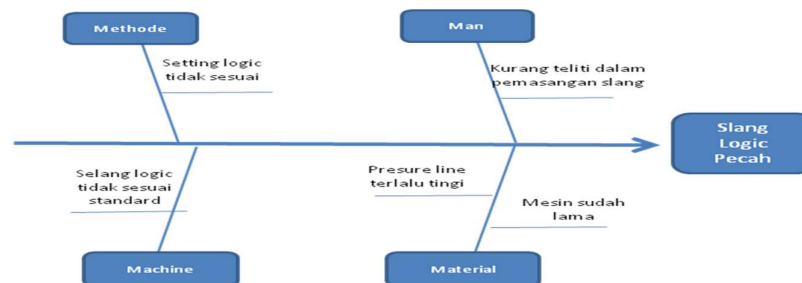 Methode
Man
Setting logic
tidak sesuai
Kurang teliti dalam
pemasangan slang
Slang
Logic
Pecah
Selang logic
tidak sesuai
standard
Presure line
terlalu tingi
Mesin sudah
lama
Machine
Material